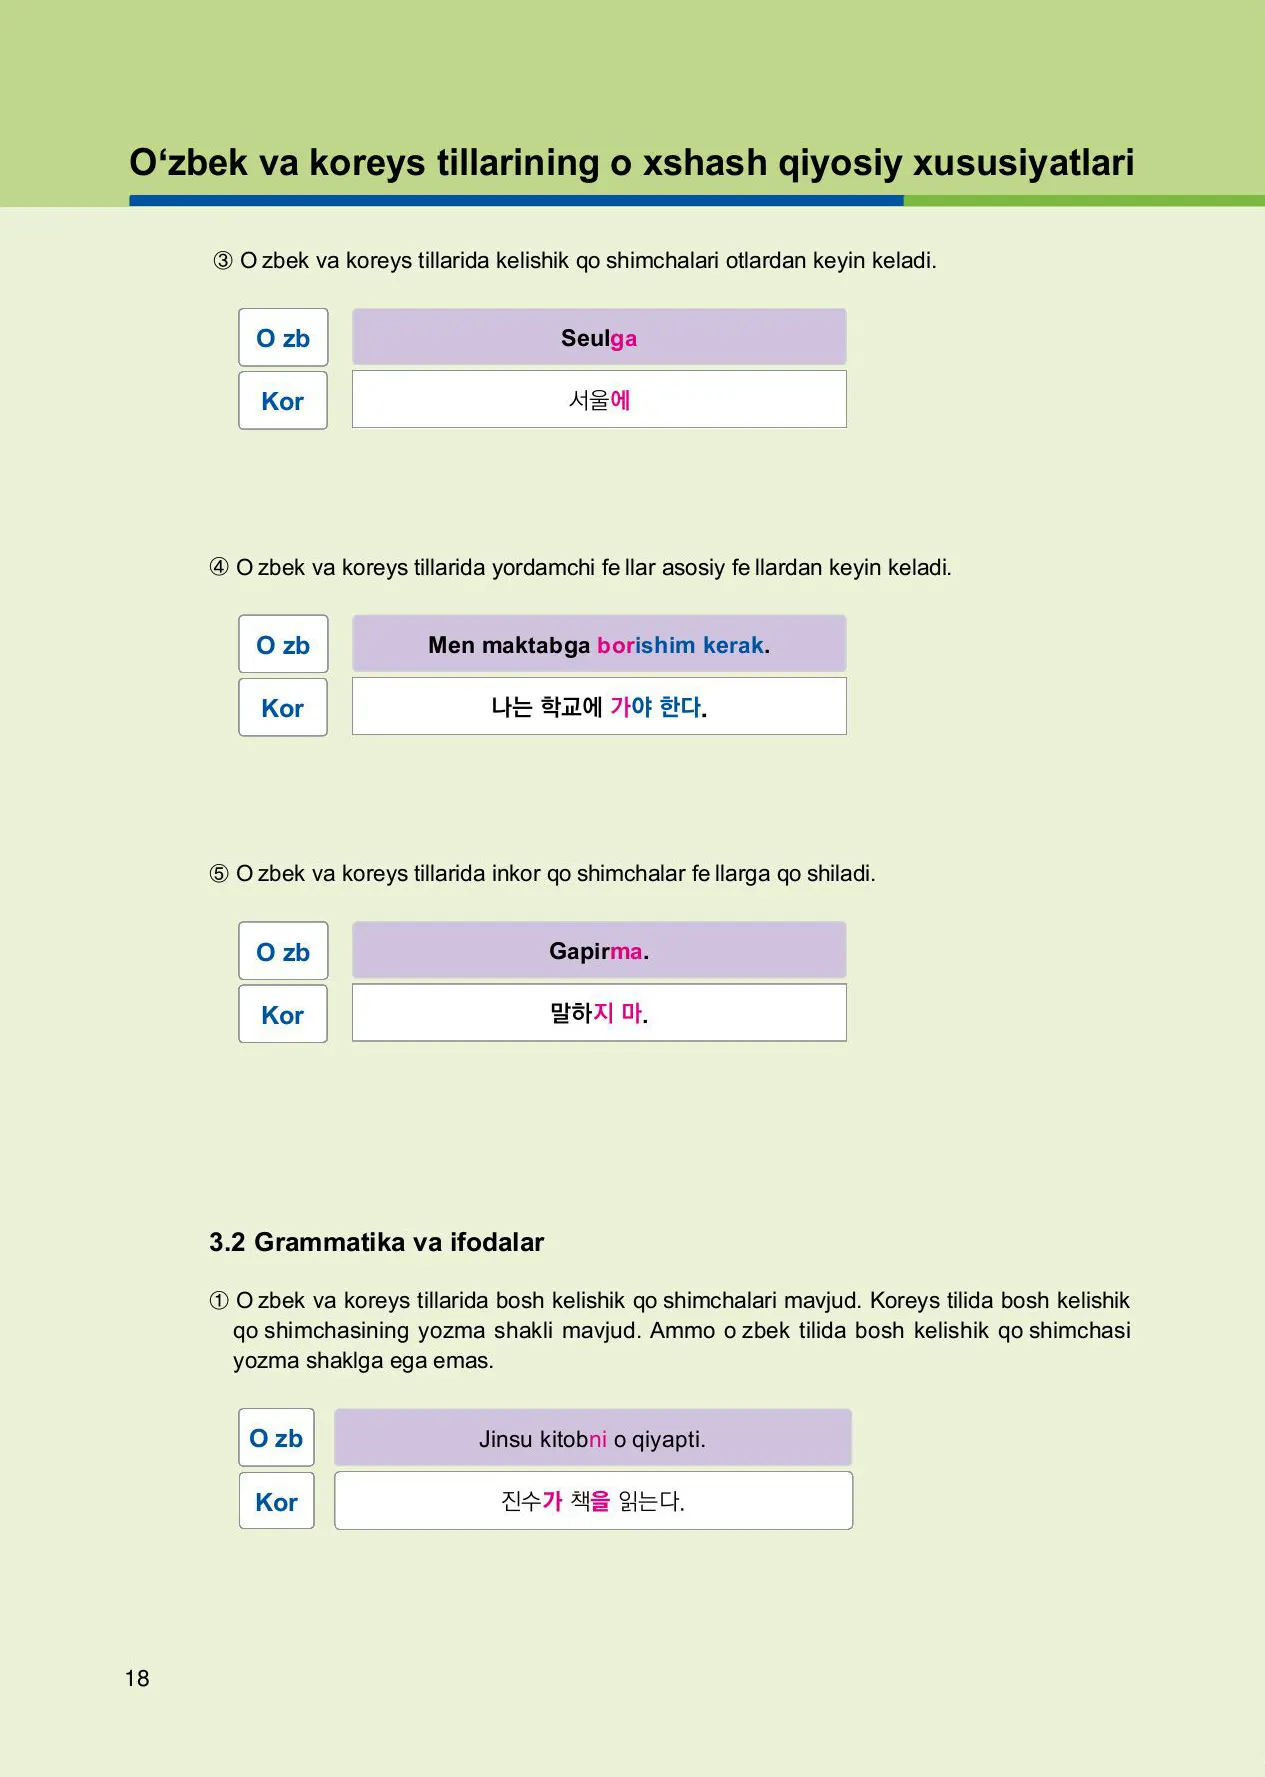 O‘zbek va koreys tillarining o xshash qiyosiy xususiyatlari
③ O zbek va koreys tillarida kelishik qo shimchalari otlardan keyin keladi.
O zb
Seulga
Kor
서울에
④ O zbek va koreys tillarida yordamchi fe llar asosiy fe llardan keyin keladi.
O zb
Men maktabga borishim kerak.
Kor
나는 학교에 가야 한다.
⑤ O zbek va koreys tillarida inkor qo shimchalar fe llarga qo shiladi.
O zb
Gapirma.
Kor
말하지 마.
3.2 Grammatika va ifodalar
① O zbek va koreys tillarida bosh kelishik qo shimchalari mavjud. Koreys tilida bosh kelishik
qo shimchasining yozma shakli mavjud. Ammo o zbek tilida bosh kelishik qo shimchasi
yozma shaklga ega emas.
O zb
Jinsu kitobni o qiyapti.
Kor
진수가 책을 읽는다.
18